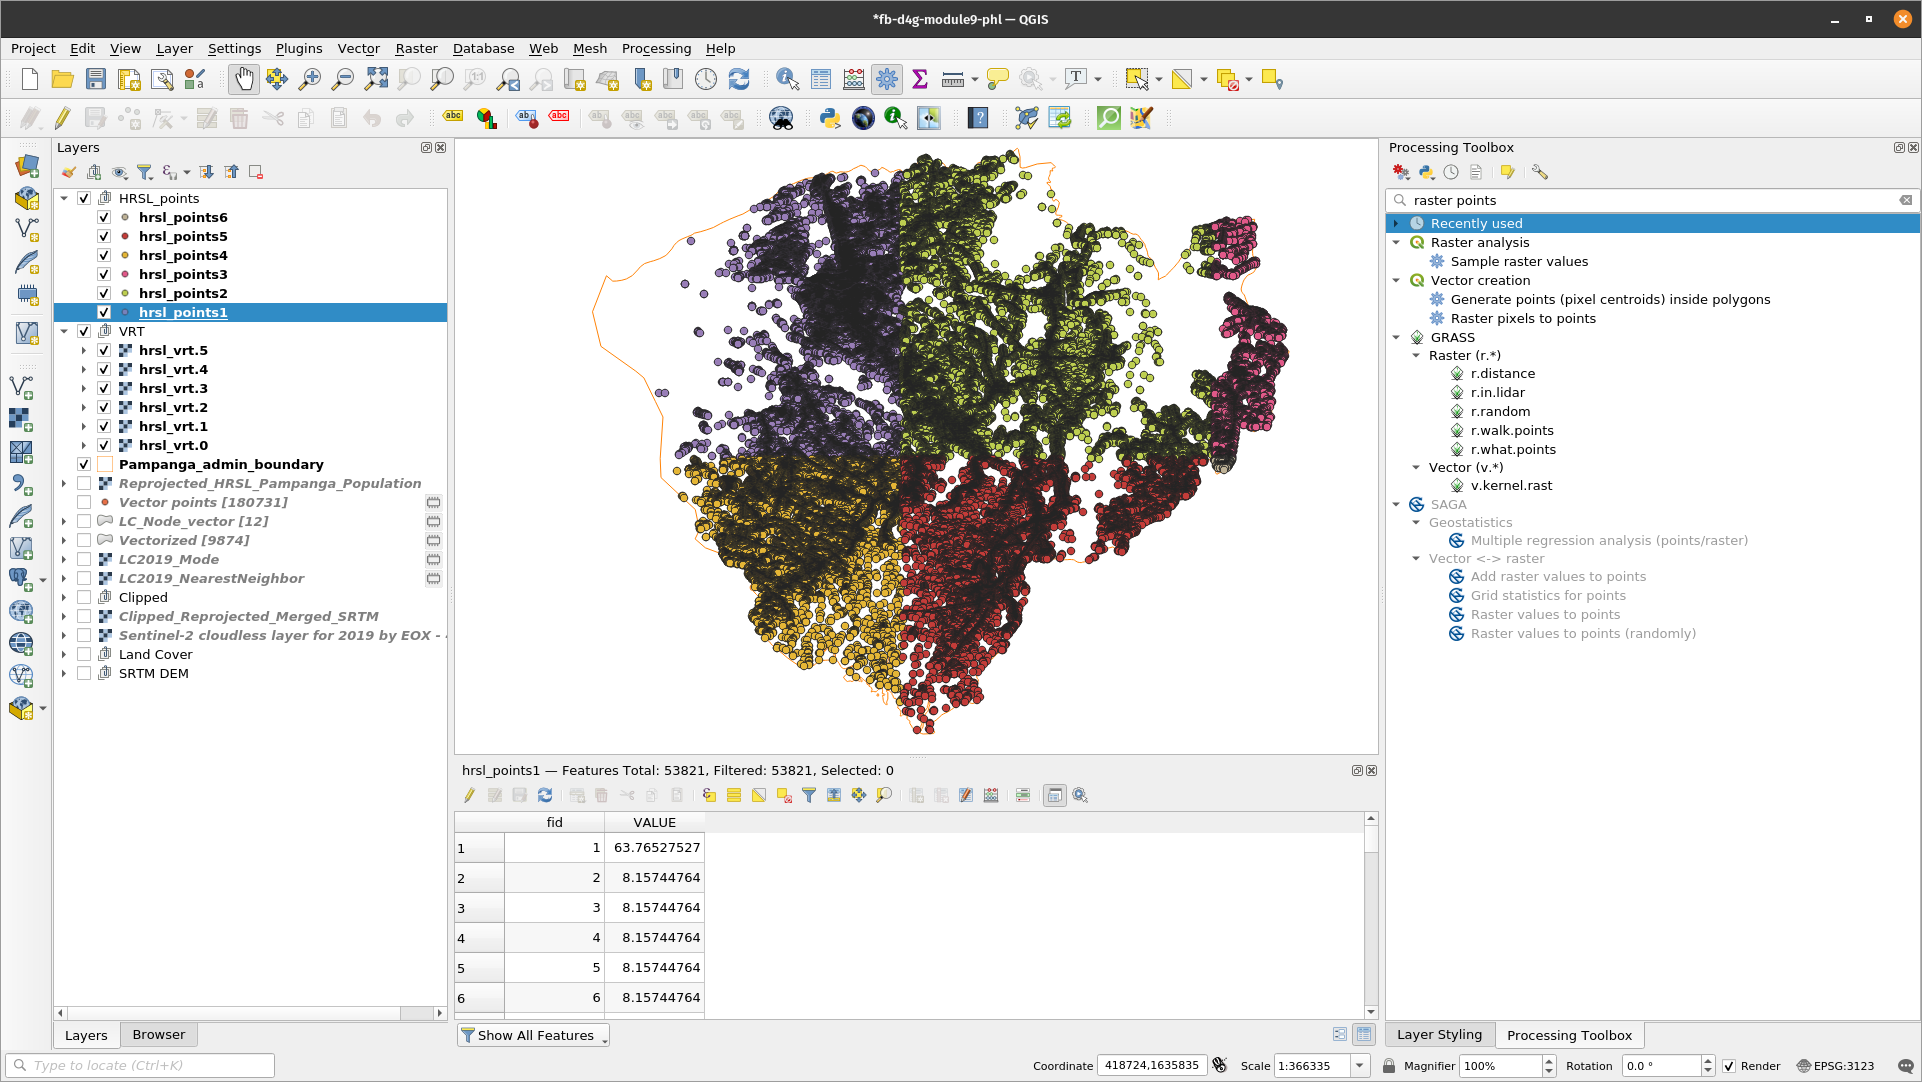 *fb-d4g-module9-phl — QGIS
Project Edit View Layer Settings Plugins Vector Raster Database Web Mesh Processing Help
Layers
HRSL_points
hrsl_points6
hrsl_points5
hrsl_points4
hrsl_points3
hrsl_points2
hrsl_points1
VRT
hrsl_vrt.5
hrsl_vrt.4
hrsl_vrt.3
hrsl_vrt.2
hrsl_vrt.1
hrsl_vrt.0
Pampanga_admin_boundary
Reprojected_HRSL_Pampanga_Population
Vector points [180731]
LC_Node_vector [12]
Vectorized [9874]
LC2019_Mode
LC2019_NearestNeighbor
Clipped
Clipped_Reprojected_Merged_SRTM
Sentinel-2 cloudless layer for 2019 by EOX -
Land Cover
SRTM DEM
Layers Browser
hrsl_points1 — Features Total: 53821, Filtered: 53821, Selected: 0
fid VALUE
1 1 63.76527527
2 2 8.15744764
3 3 8.15744764
4 4 8.15744764
5 5 8.15744764
6 6 8.15744764
Show All Features
Processing Toolbox
raster points
Recently used
Raster analysis
Sample raster values
Vector creation
Generate points (pixel centroids) inside polygons
Raster pixels to points
GRASS
Raster (r.*)
r.distance
r.in.lidar
r.random
r.walk.points
r.what.points
Vector (v.*)
v.kernel.rast
SAGA
Geostatistics
Multiple regression analysis (points/raster)
Vector <-> raster
Add raster values to points
Grid statistics for points
Raster values to points
Raster values to points (randomly)
Layer Styling Processing Toolbox
Type to locate (Ctrl+K)
Coordinate 418724,1635835 Scale 1:366335 Magnifier 100% Rotation 0.0 ° Render EPSG:3123